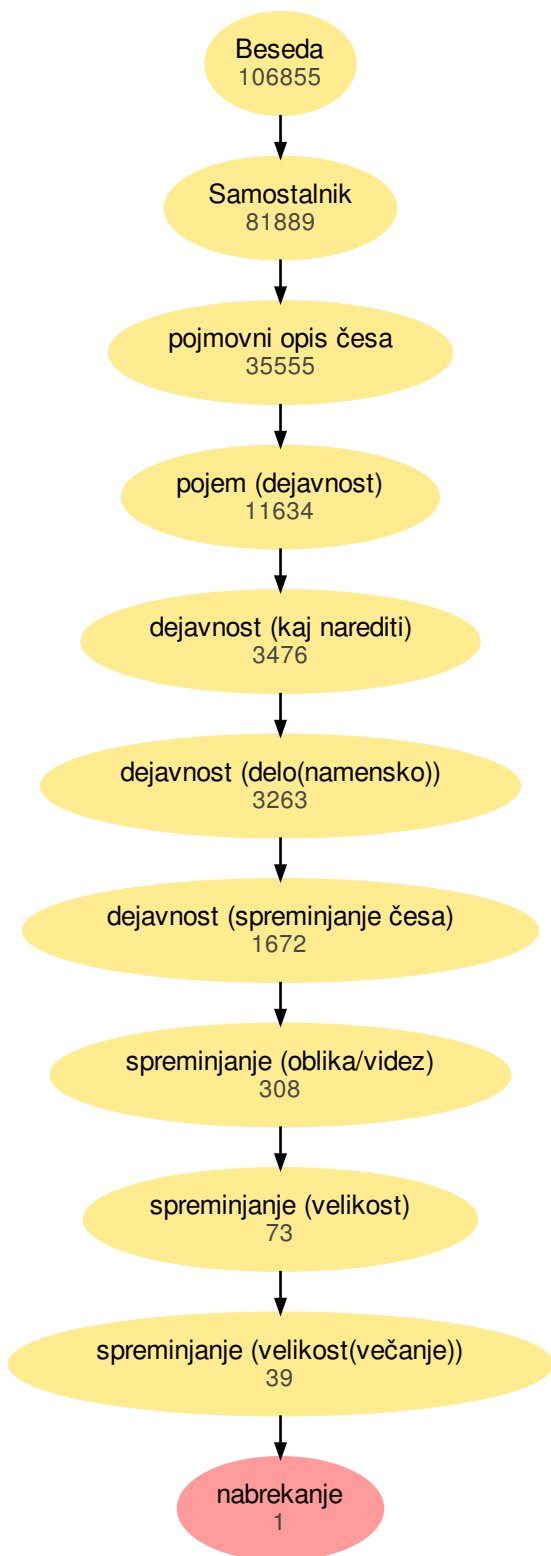 Beseda
106855
Samostalnik
81889
pojmovni opis česa
35555
pojem (dejavnost)
11634
dejavnost (kaj narediti)
3476
dejavnost (delo(namensko))
3263
dejavnost (spreminjanje česa)
1672
spreminjanje (oblika/videz)
308
spreminjanje (velikost)
73
spreminjanje (velikost(večanje))
39
nabrekanje
1